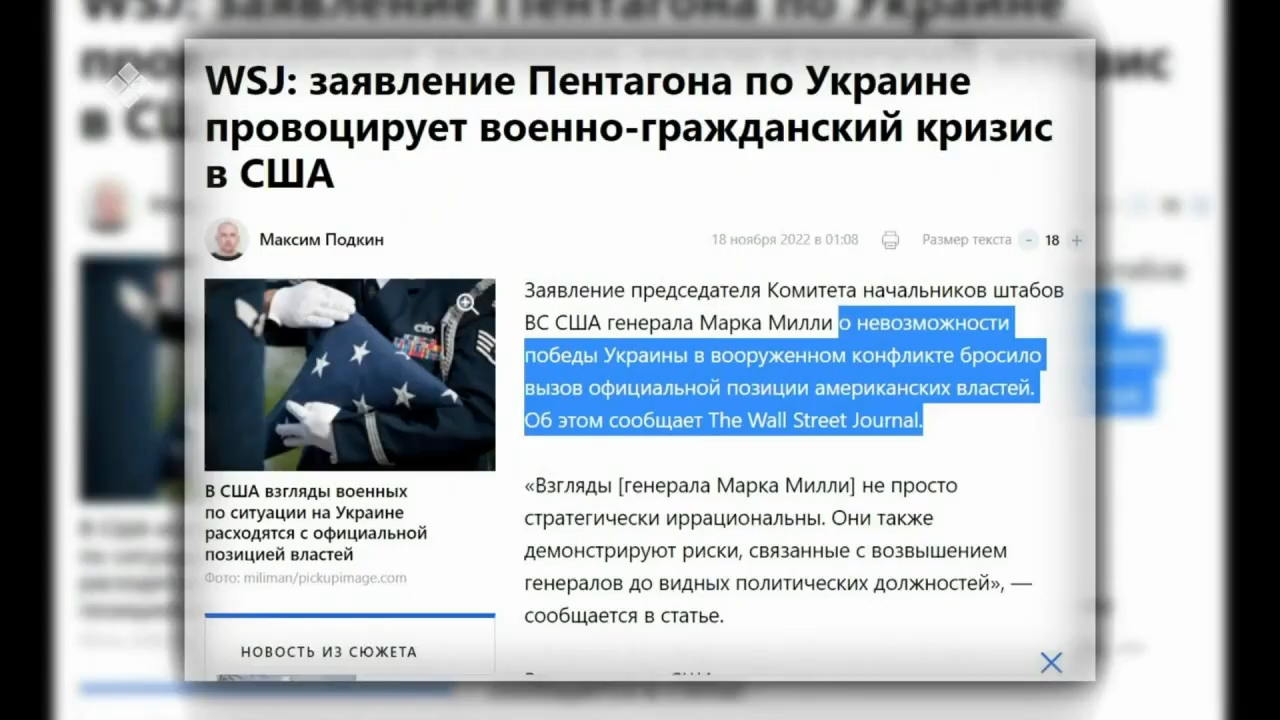 WSJ: заявление Пентагона по Украине
провоцирует военно-гражданский кризис
в США
Максим Подкин
18 ноября 2022 в 01:08
Размер текста - 18 +
Заявление председателя Комитета начальников штабов
ВС США генерала Марка Милли о невозможности
победы Украины в вооруженном конфликте бросило
вызов официальной позиции американских властей.
Об этом сообщает The Wall Street Journal.
«Взгляды [генерала Марка Милли] не просто
стратегически иррациональны. Они также
демонстрируют риски, связанные с возвышением
генералов до видных политических должностей», —
сообщается в статье.
В США взгляды военных
по ситуации на Украине
расходятся с официальной
позицией властей
Фото: miliman/pickupimage.com
НОВОСТЬ ИЗ СЮЖЕТА